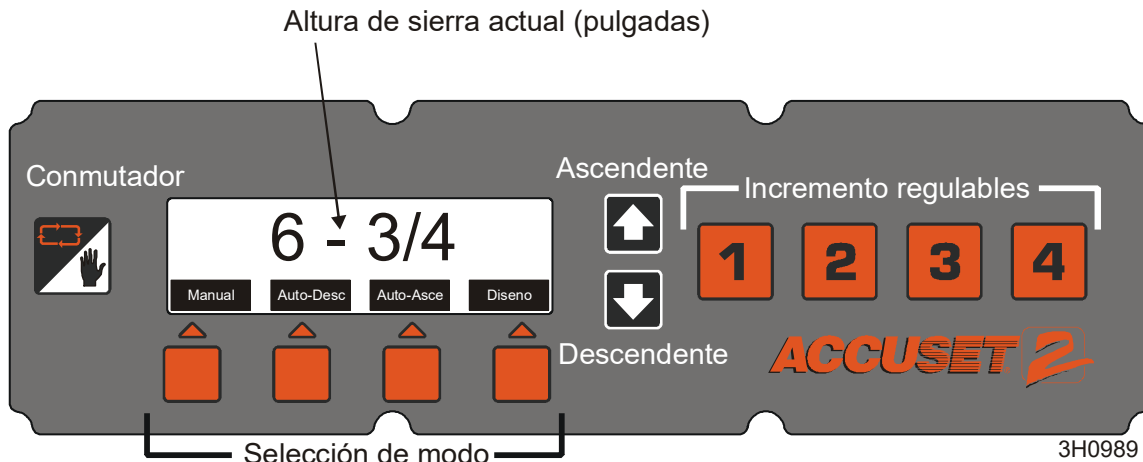 Altura de sierra actual (pulgadas)
Conmutador
6 - 3/4
Manual Auto-Desc Auto-Asce Diseno
Ascendente
Descendente
Incremento regulables
1 2 3 4
ACCUSET 2
Selección de modo
3H0989